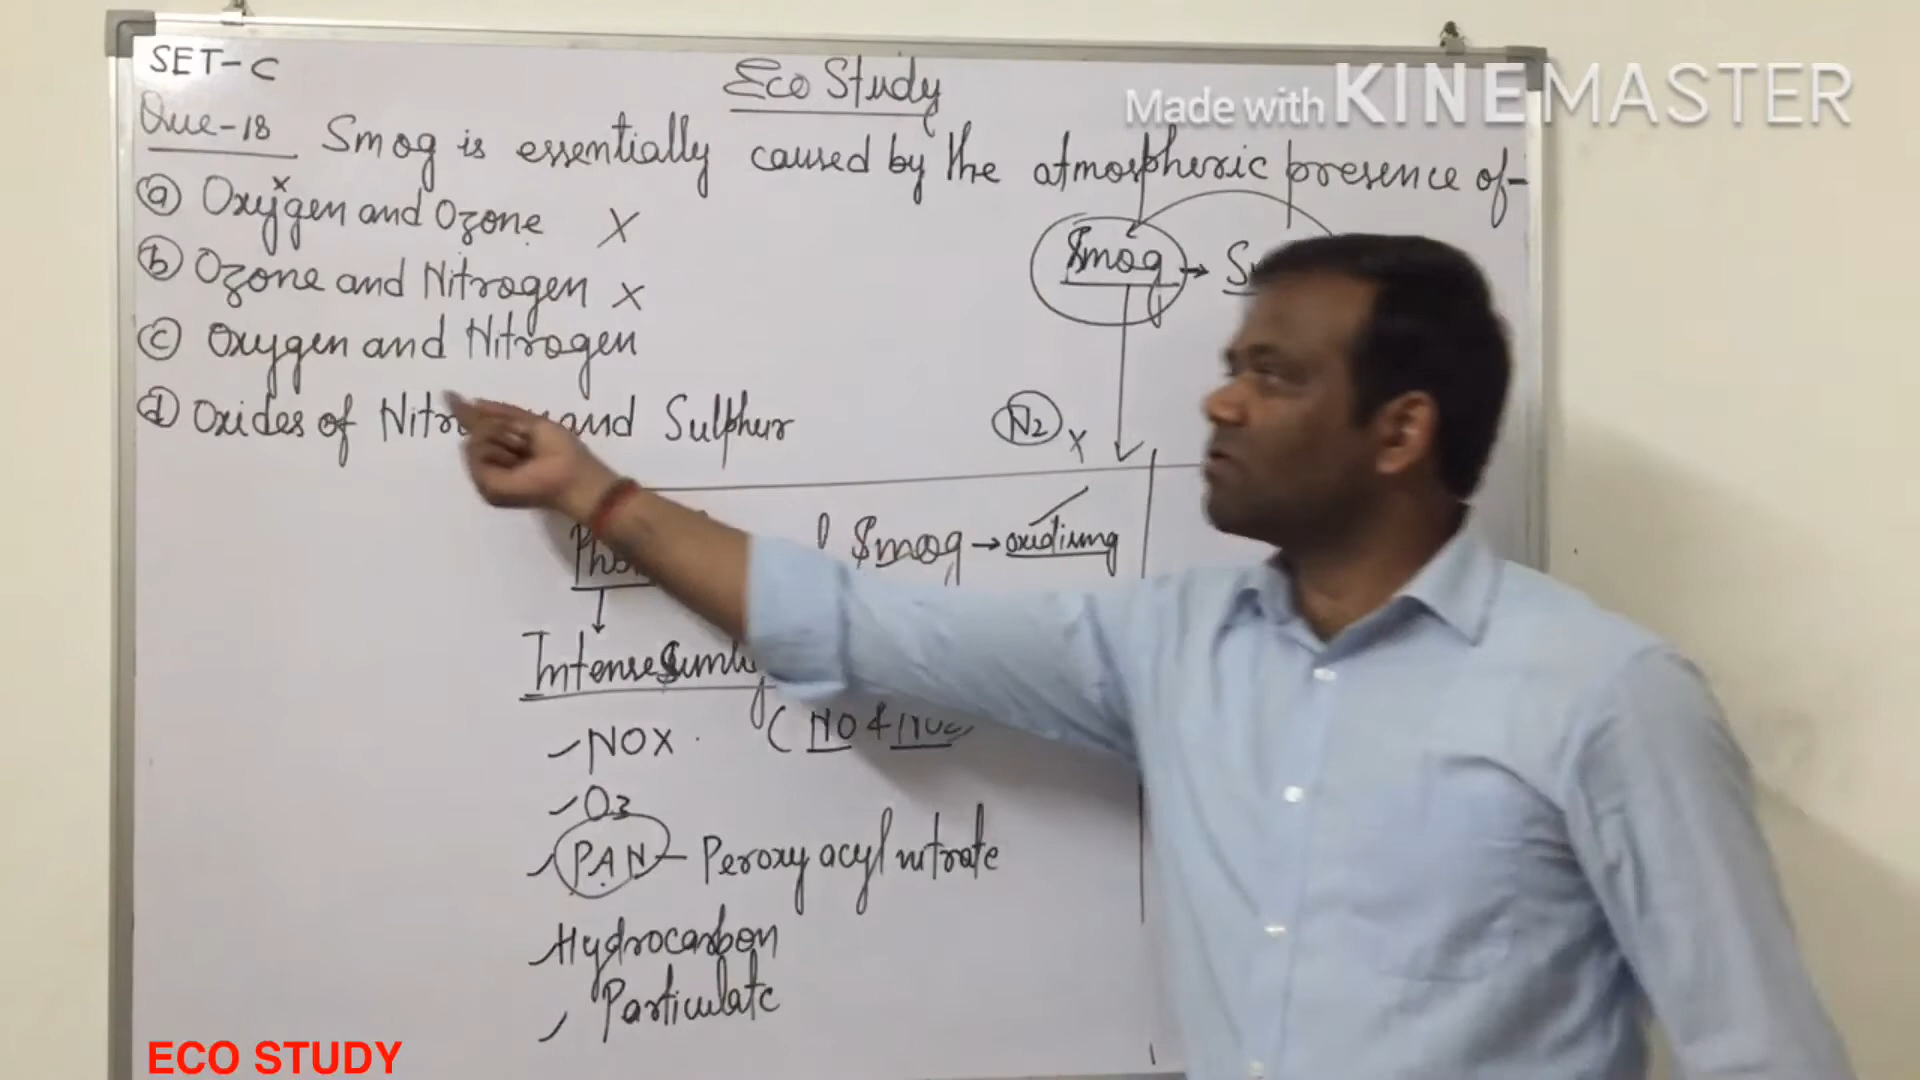 SET-C
Eco Study
Made with KINEMASTER
Que-18 Smog is essentially caused by the atmospheric presence of-
(a) Oxygen and Ozone X
(b) Ozone and Nitrogen X
(c) Oxygen and Nitrogen
(d) Oxides of and Sulphur
Smog →
N2 X
Smog → oxidising
Intense
NOX (NO &
O3
PAN - Peroxy acyl nitrate
Hydrocarbon
Particulate
ECO STUDY